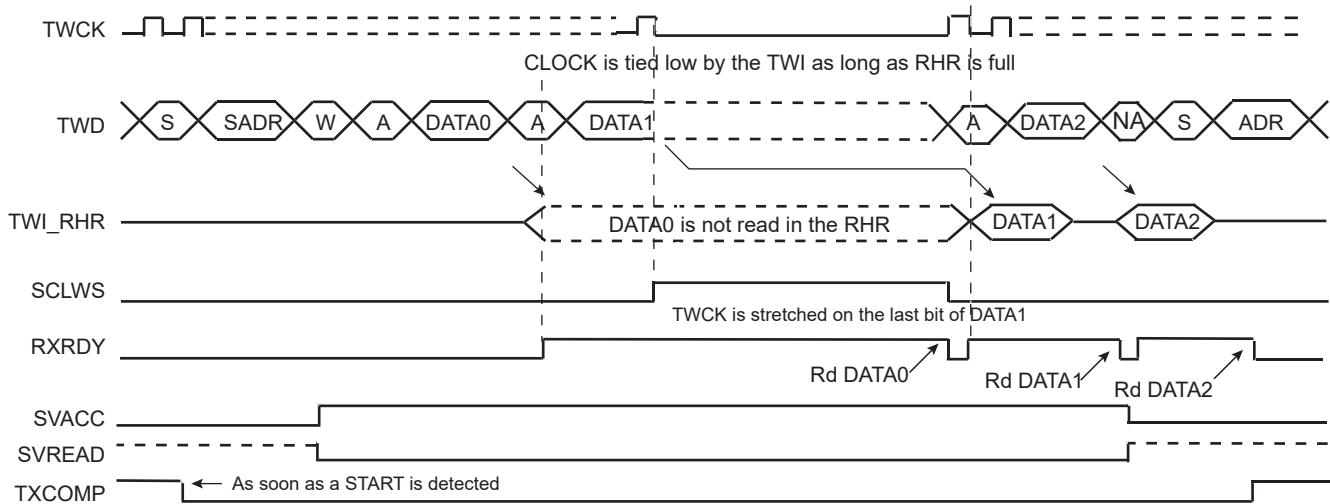 TWCK
CLOCK is tied low by the TWI as long as RHR is full
TWD S SADR W A DATA0 A DATA1 A DATA2 NA S ADR
TWI_RHR DATA0 is not read in the RHR DATA1 DATA2
SCLWS
TWCK is stretched on the last bit of DATA1
RXRDY
Rd DATA0 Rd DATA1 Rd DATA2
SVACC
SVREAD
TXCOMP As soon as a START is detected